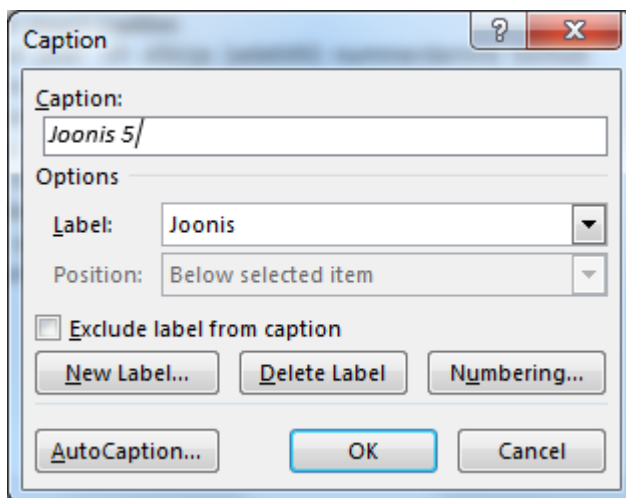 Caption
Caption:
Joonis 5
Options
Label: Joonis
Position: Below selected item
Exclude label from caption
New Label... Delete Label Numbering...
AutoCaption... OK Cancel